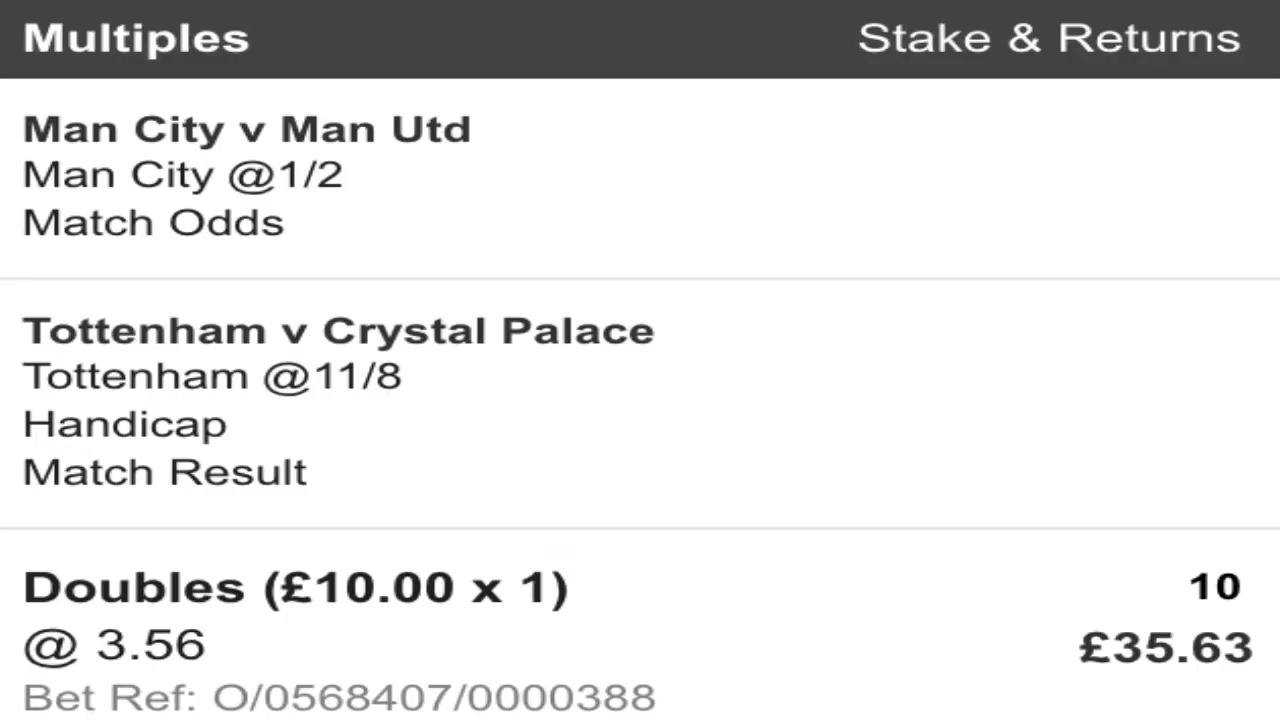 Multiples Stake & Returns
Man City v Man Utd
Man City @1/2
Match Odds
Tottenham v Crystal Palace
Tottenham @11/8
Handicap
Match Result
Doubles (£10.00 x 1) 10
@ 3.56 £35.63
Bet Ref: O/0568407/0000388